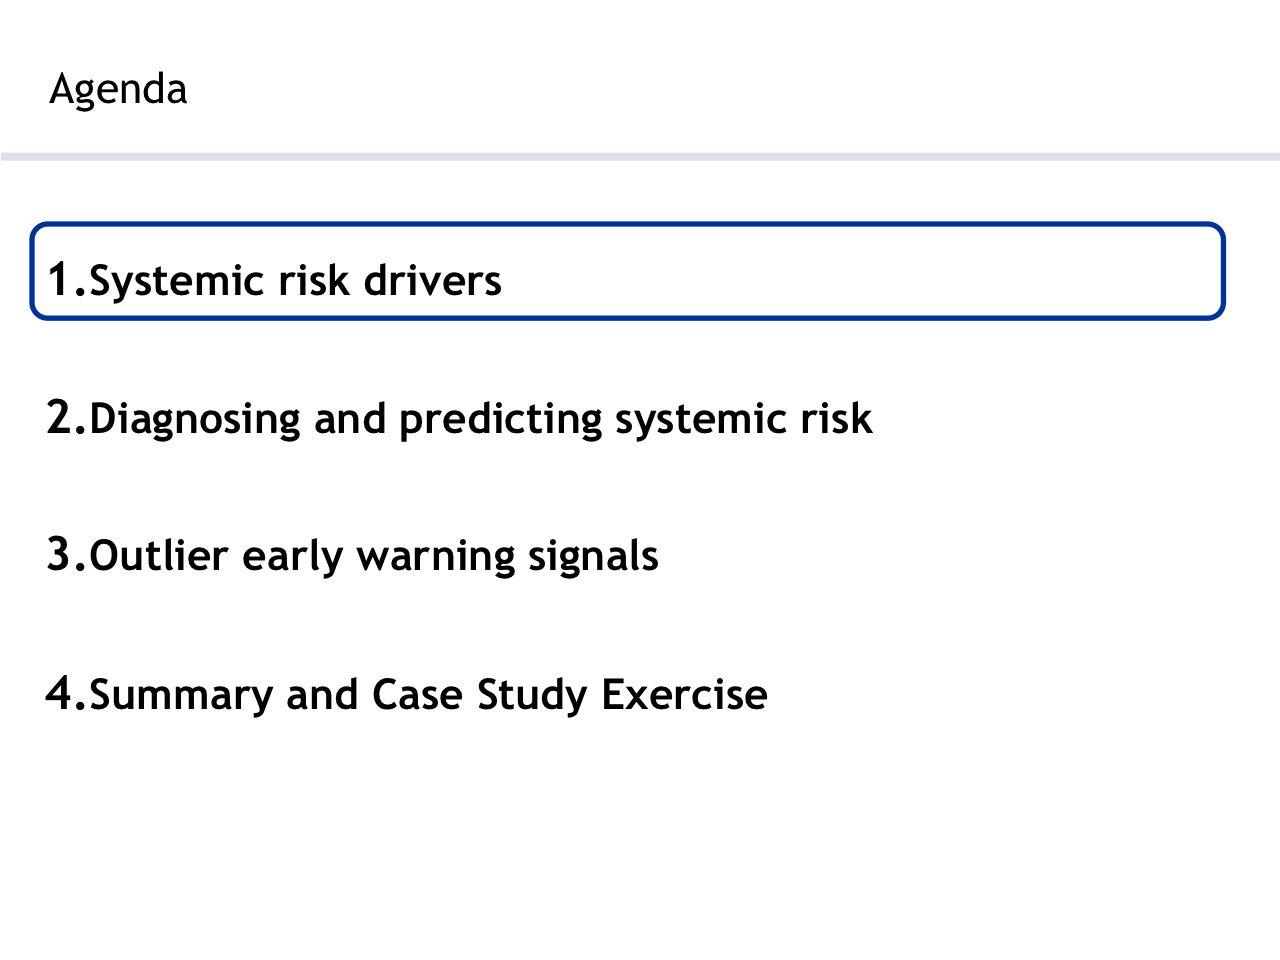 Agenda
1.Systemic risk drivers
2.Diagnosing and predicting systemic risk
3.Outlier early warning signals
4.Summary and Case Study Exercise